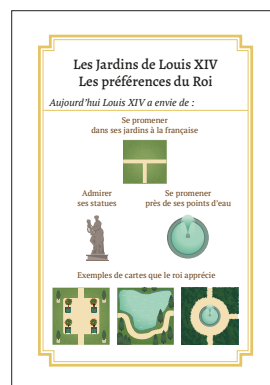 Les Jardins de Louis XIV
Les préférences du Roi
Aujourd'hui Louis XIV a envie de :
Se promener
dans ses jardins à la française
Admirer
ses statues
Se promener
près de ses points d'eau
Exemples de cartes que le roi apprécie